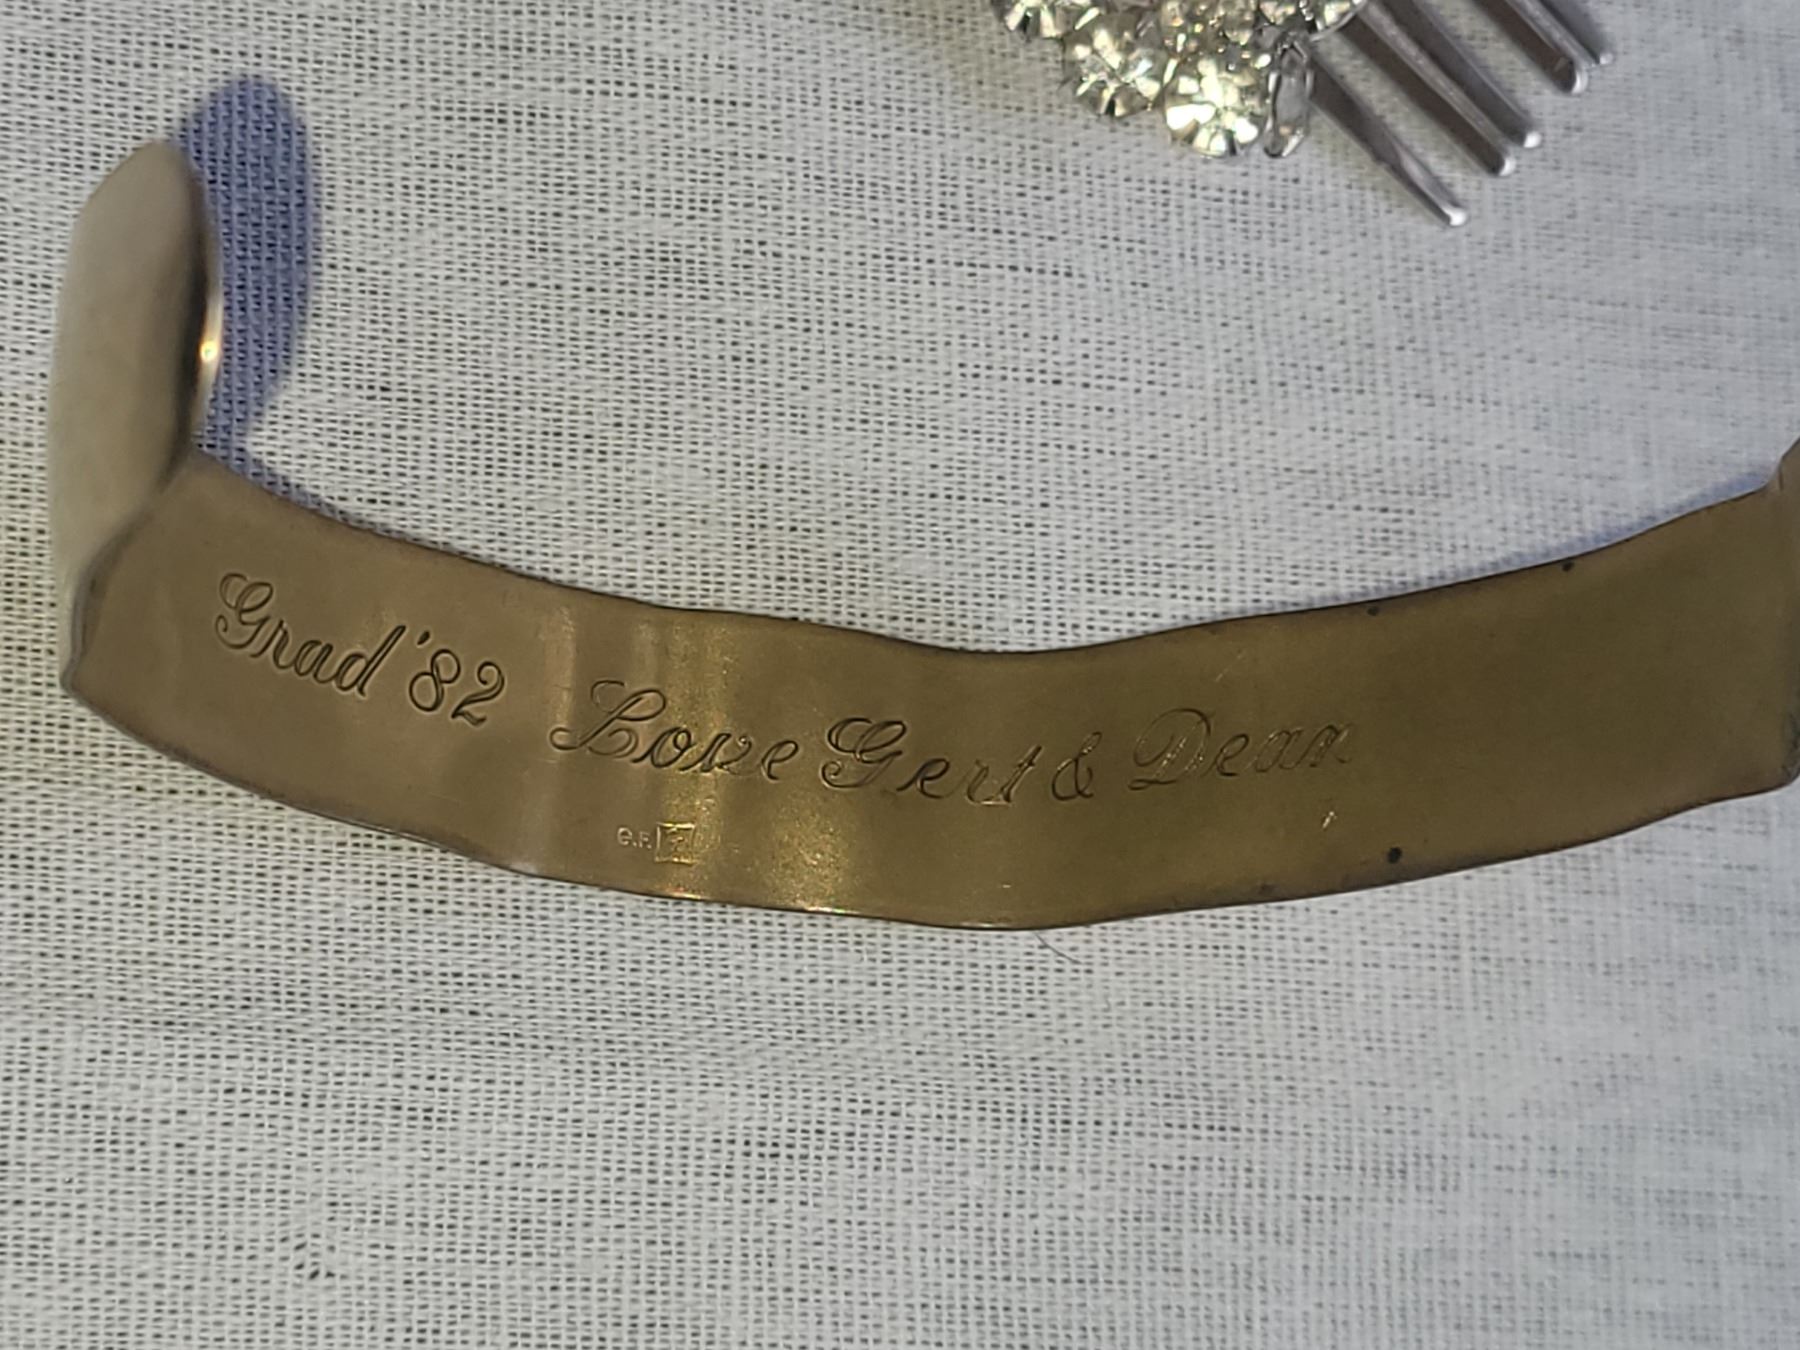 Grad '82 Love Gert & Dean
G.F.